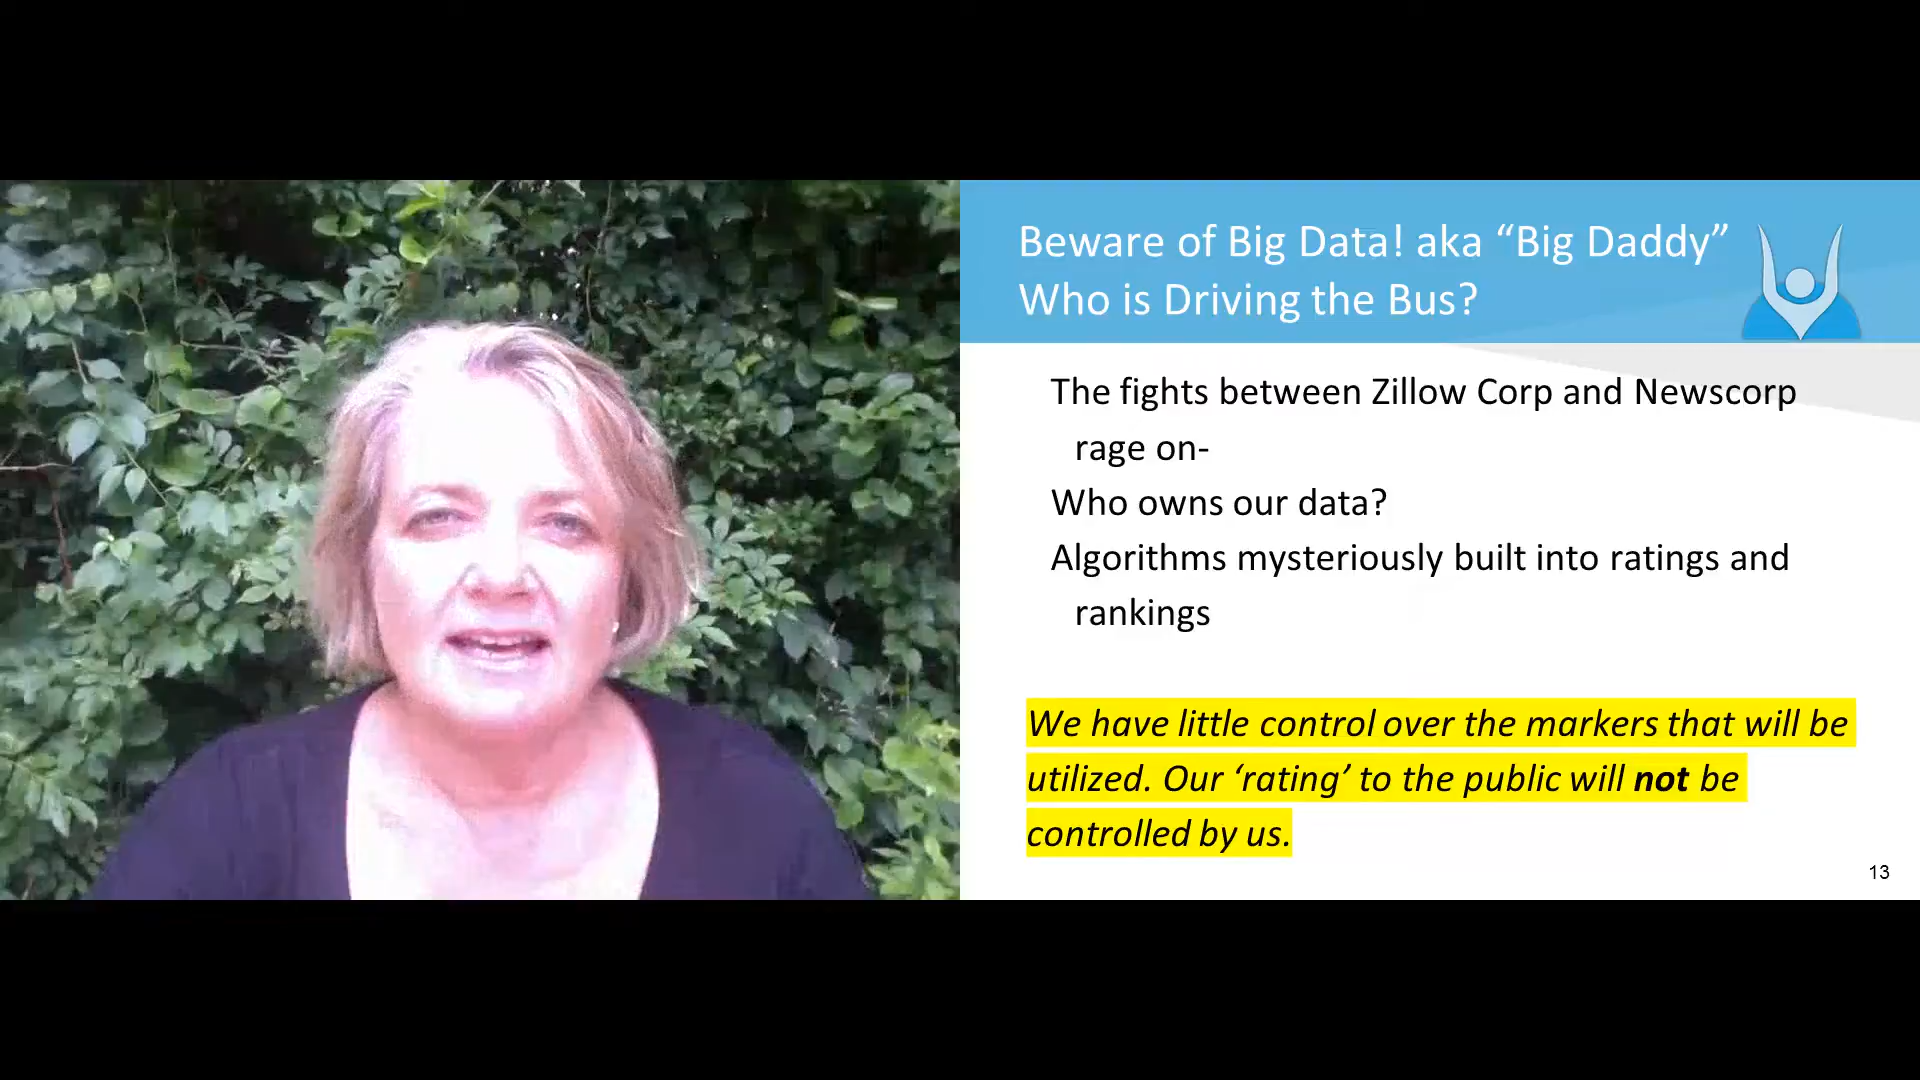 Beware of Big Data! aka “Big Daddy”
Who is Driving the Bus?
The fights between Zillow Corp and Newscorp
rage on-
Who owns our data?
Algorithms mysteriously built into ratings and
rankings
We have little control over the markers that will be
utilized. Our ‘rating’ to the public will not be
controlled by us.
13